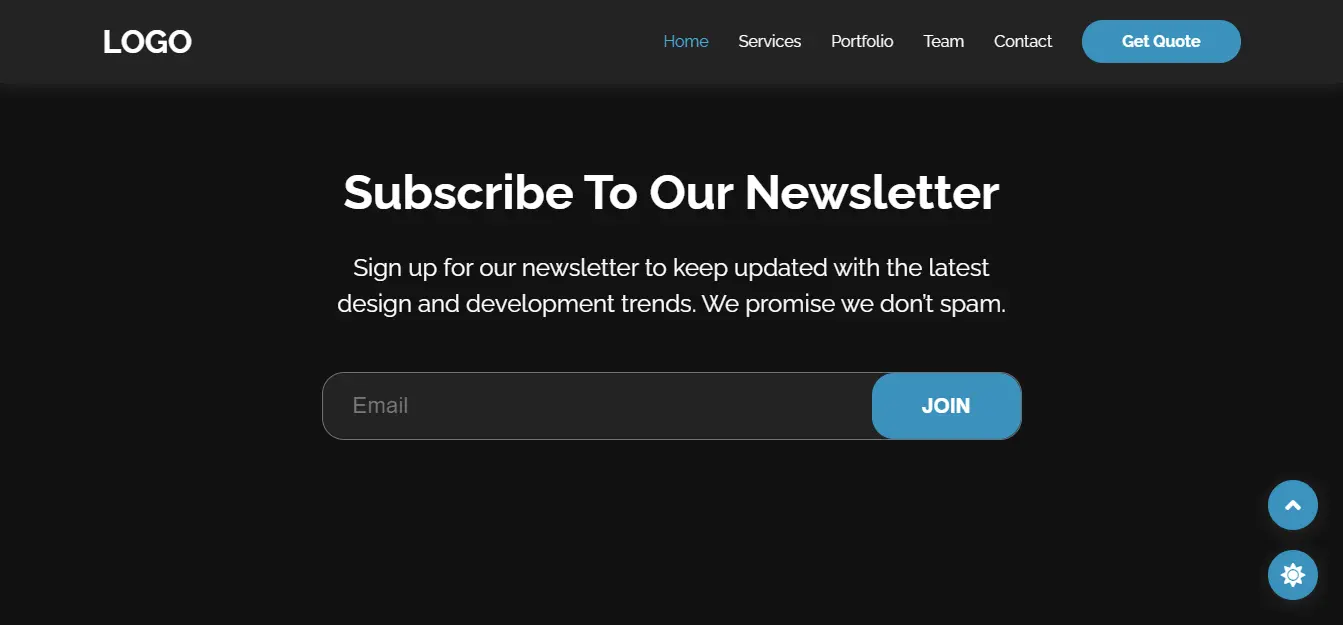 LOGO
Home Services Portfolio Team Contact Get Quote
Subscribe To Our Newsletter
Sign up for our newsletter to keep updated with the latest
design and development trends. We promise we don’t spam.
Email JOIN